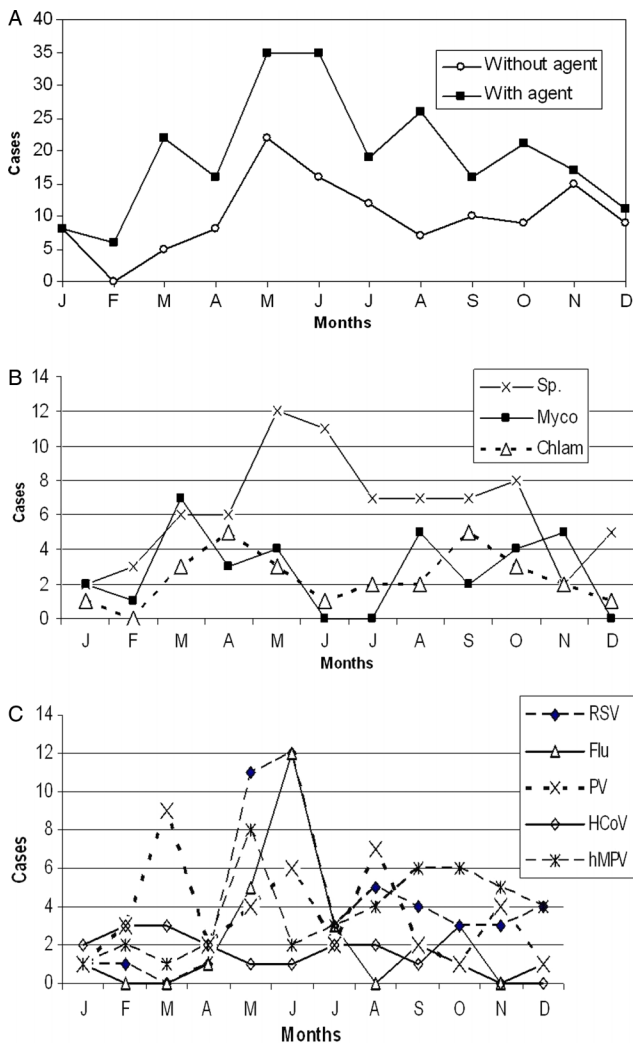 A
40
35
30
25
20
15
10
5
0
Cases
Without agent
With agent
J F M A M J J A S O N D
Months
B
14
12
10
8
6
4
2
0
Cases
Sp.
Myco
Chlam
J F M A M J J A S O N D
Months
C
14
12
10
8
6
4
2
0
Cases
RSV
Flu
PV
HCoV
hMPV
J F M A M J J A S O N D
Months